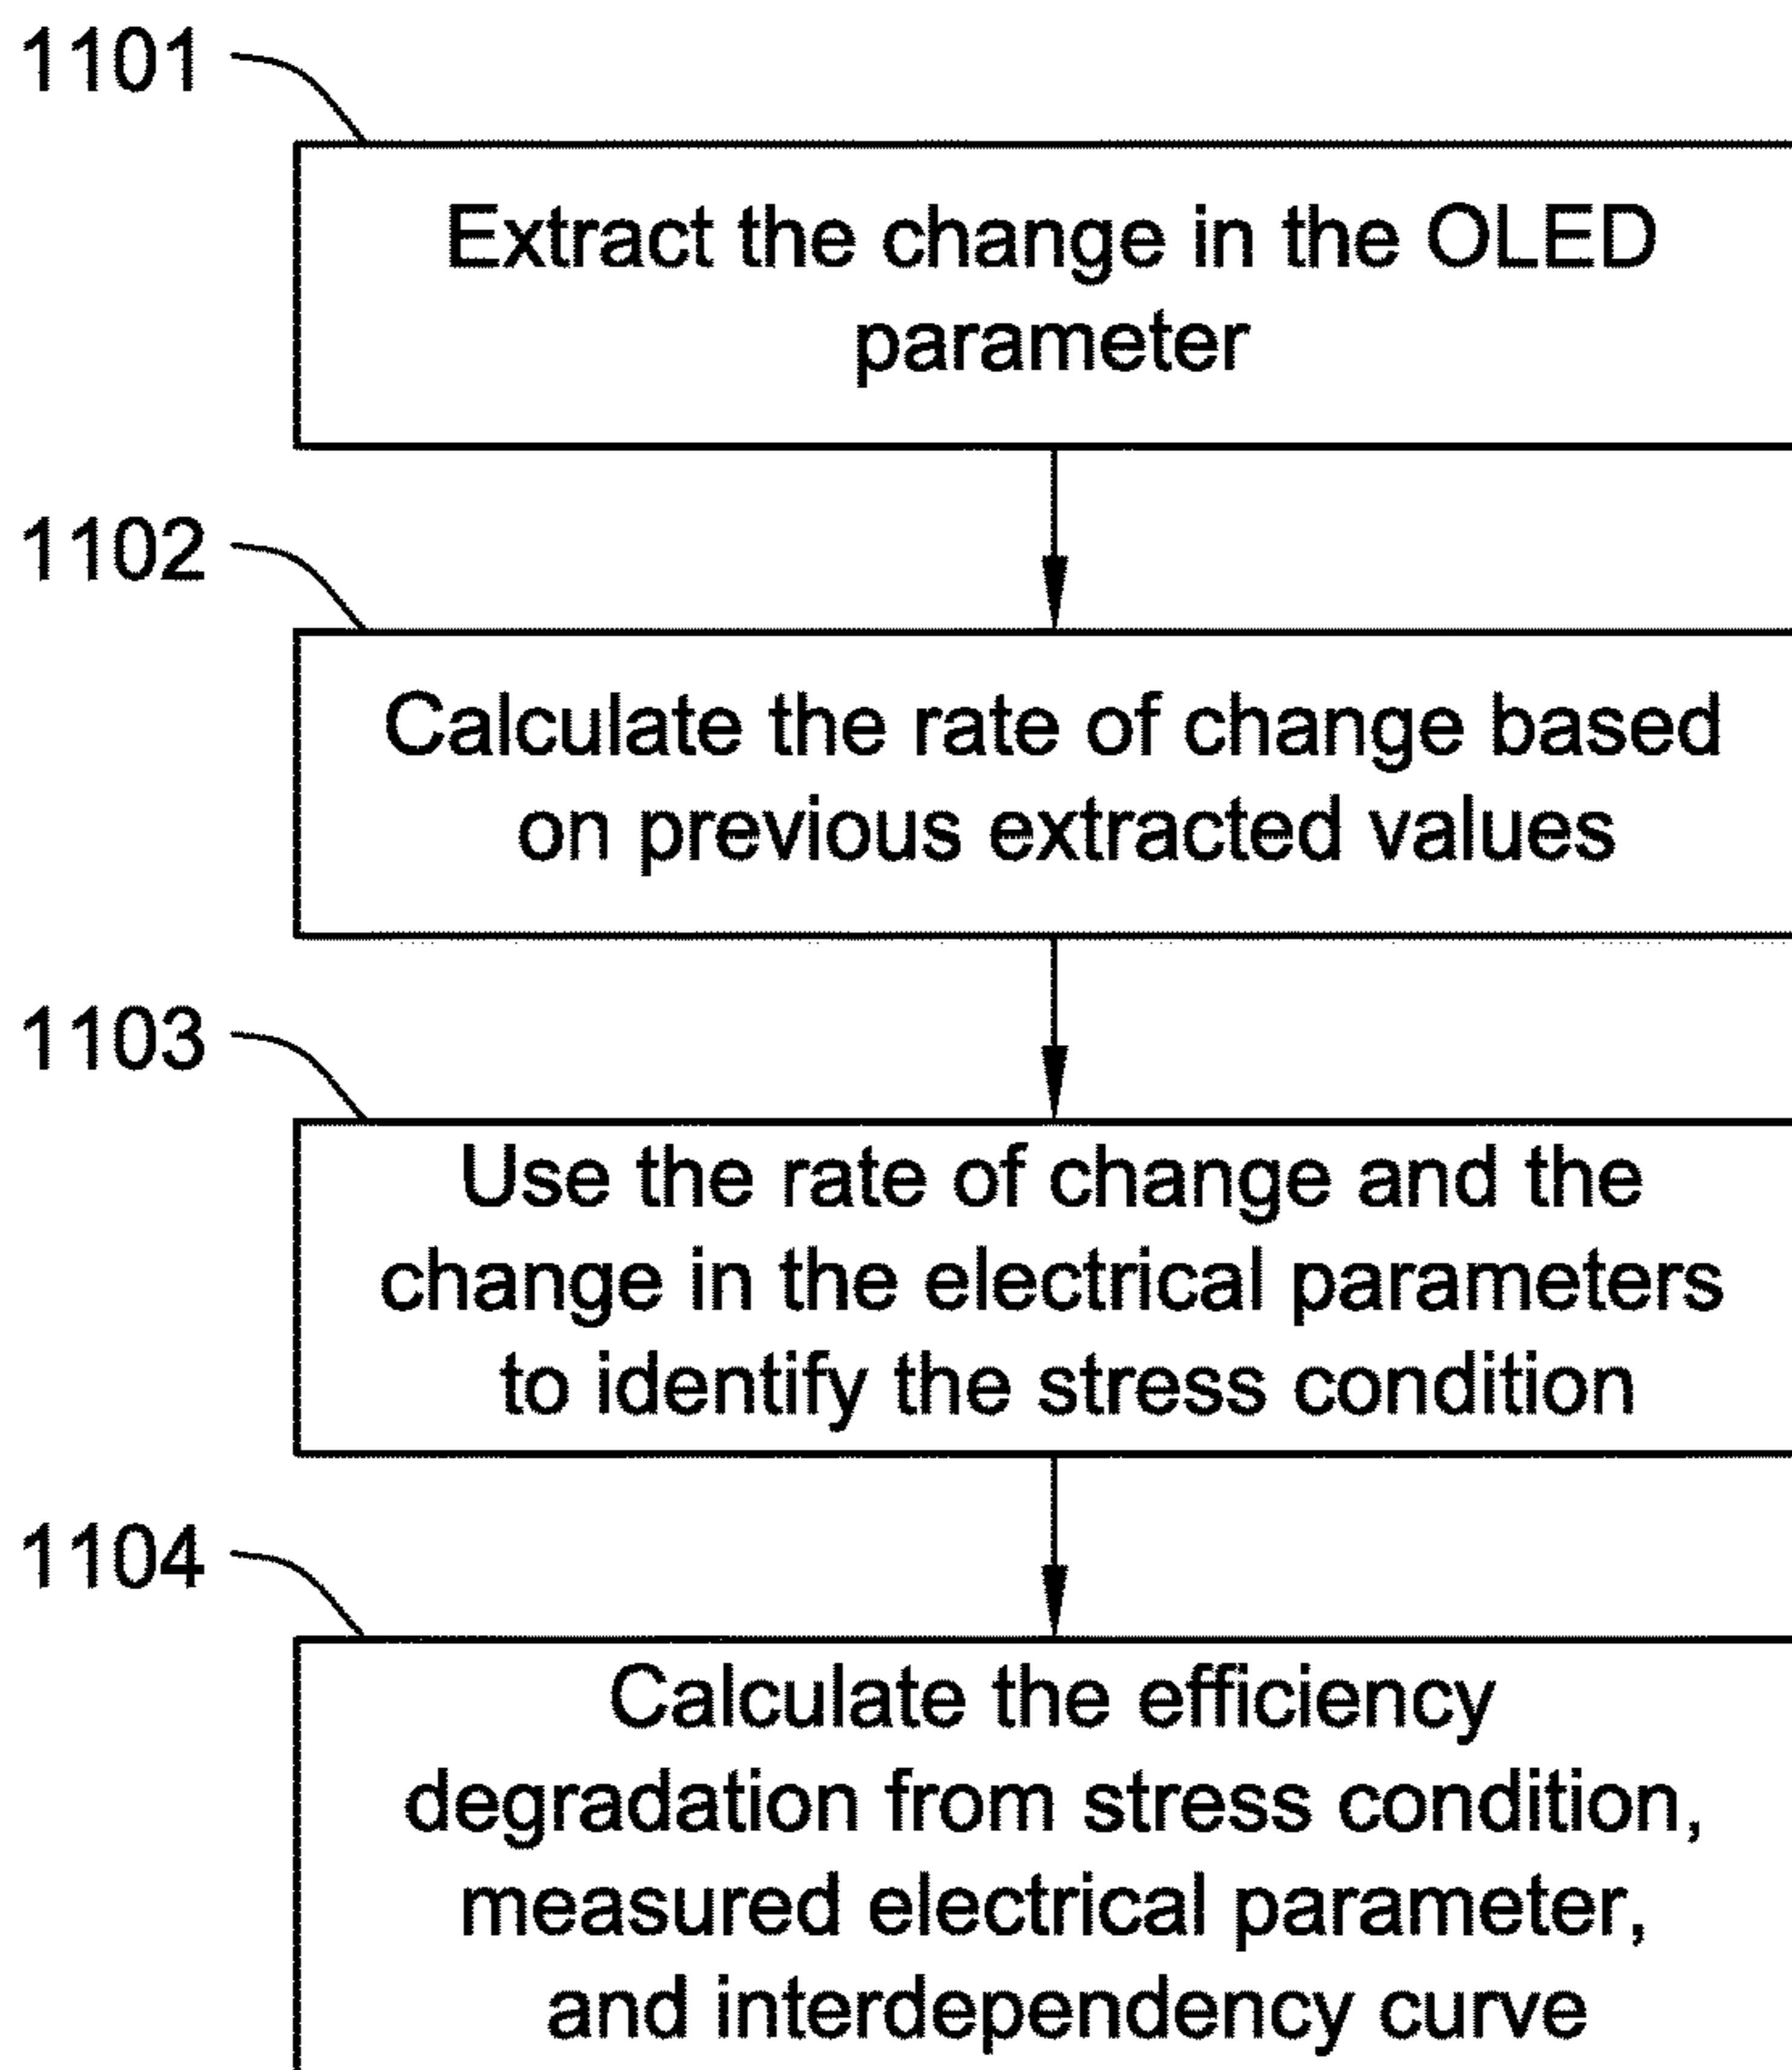 1101
Extract the change in the OLED
parameter
1102
Calculate the rate of change based
on previous extracted values
1103
Use the rate of change and the
change in the electrical parameters
to identify the stress condition
1104
Calculate the efficiency
degradation from stress condition,
measured electrical parameter,
and interdependency curve